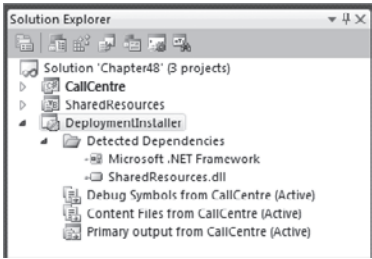 Solution Explorer
Solution 'Chapter48' (3 projects)
CallCentre
SharedResources
DeploymentInstaller
Detected Dependencies
Microsoft .NET Framework
SharedResources.dll
Debug Symbols from CallCentre (Active)
Content Files from CallCentre (Active)
Primary output from CallCentre (Active)